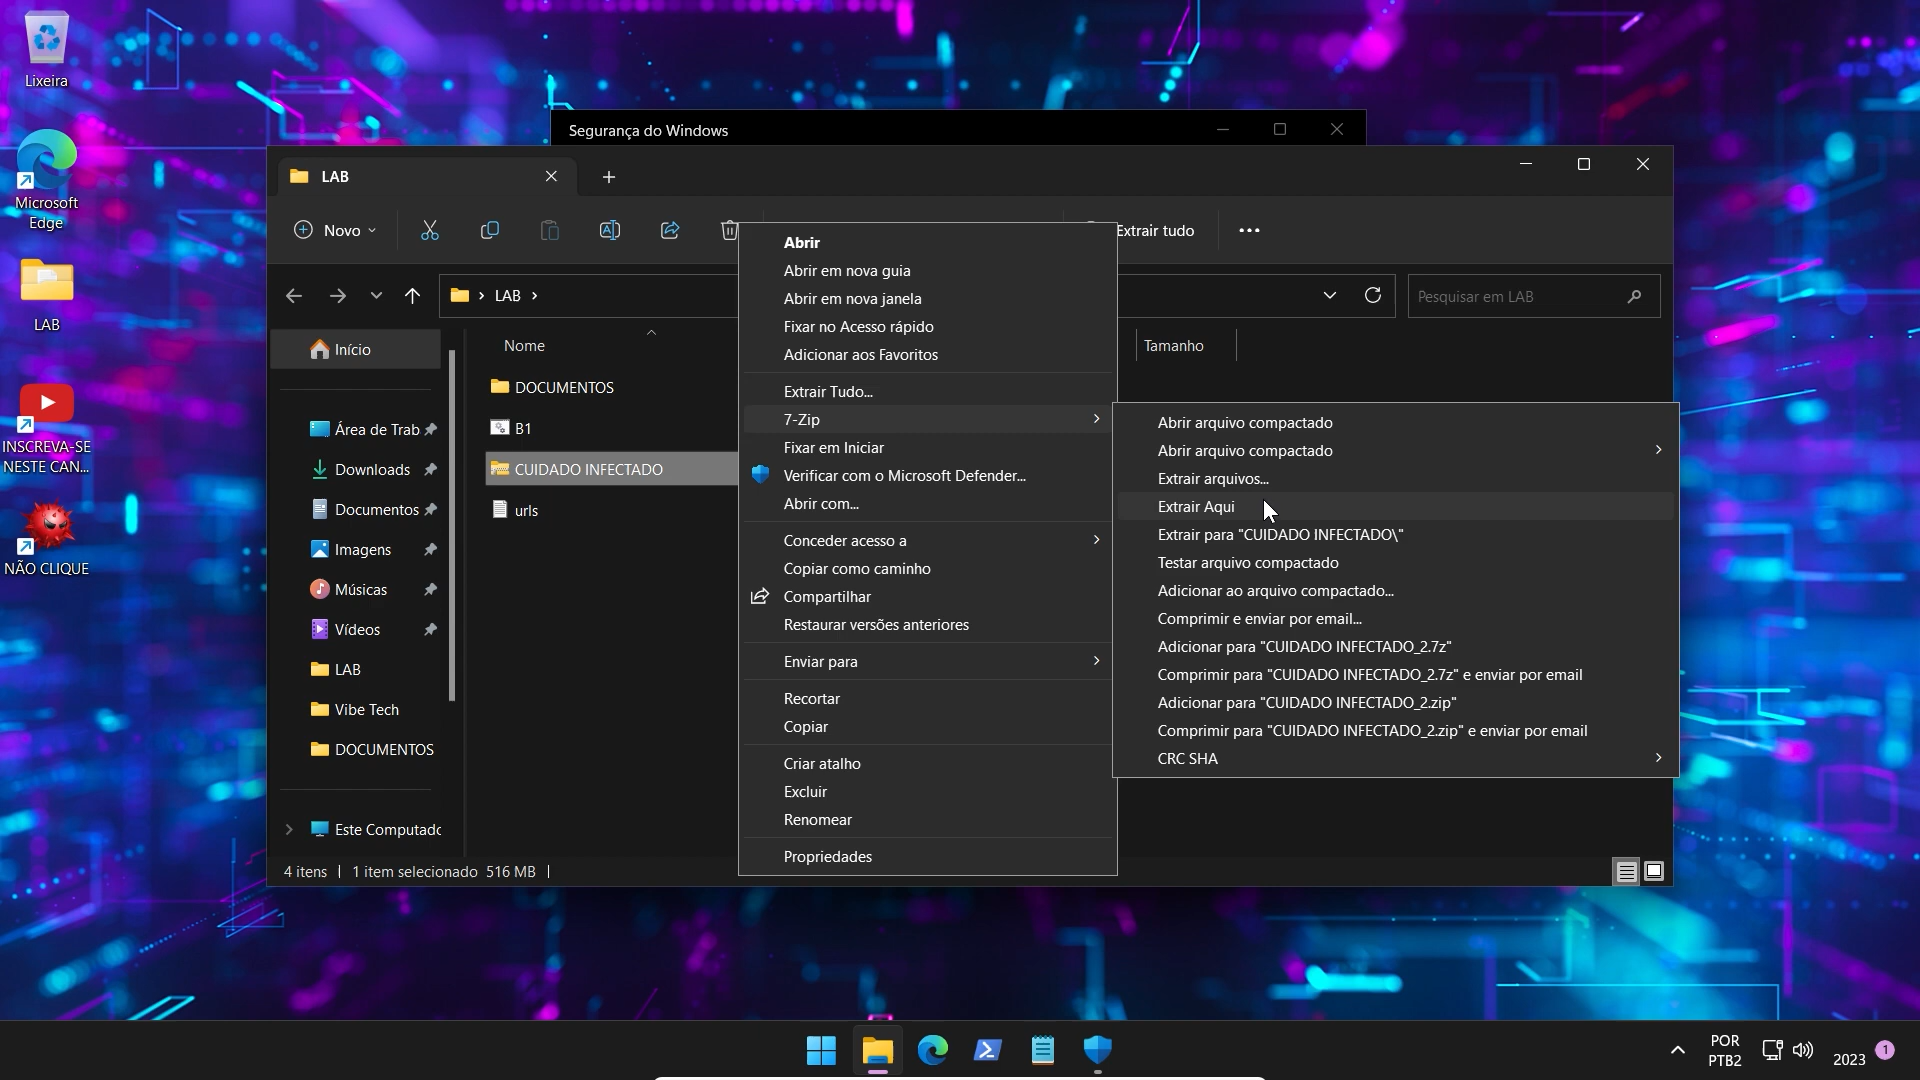 Lixeira
Microsoft
Edge
LAB
INSCREVA-SE
NESTE CAN...
NÃO CLIQUE
Segurança do Windows
LAB
Novo
Extrair tudo
LAB
Pesquisar em LAB
Início
Área de Trab
Downloads
Documentos
Imagens
Músicas
Vídeos
LAB
Vibe Tech
DOCUMENTOS
Este Computado
Nome
Tamanho
DOCUMENTOS
B1
CUIDADO INFECTADO
urls
4 itens
1 item selecionado 516 MB
Abrir
Abrir em nova guia
Abrir em nova janela
Fixar no Acesso rápido
Adicionar aos Favoritos
Extrair Tudo...
7-Zip
Fixar em Iniciar
Verificar com o Microsoft Defender...
Abrir com...
Conceder acesso a
Copiar como caminho
Compartilhar
Restaurar versões anteriores
Enviar para
Recortar
Copiar
Criar atalho
Excluir
Renomear
Propriedades
Abrir arquivo compactado
Abrir arquivo compactado
Extrair arquivos...
Extrair Aqui
Extrair para "CUIDADO INFECTADO\"
Testar arquivo compactado
Adicionar ao arquivo compactado...
Comprimir e enviar por email...
Adicionar para "CUIDADO INFECTADO_2.7z"
Comprimir para "CUIDADO INFECTADO_2.7z" e enviar por email
Adicionar para "CUIDADO INFECTADO_2.zip"
Comprimir para "CUIDADO INFECTADO_2.zip" e enviar por email
CRC SHA
POR
PTB2
2023
1